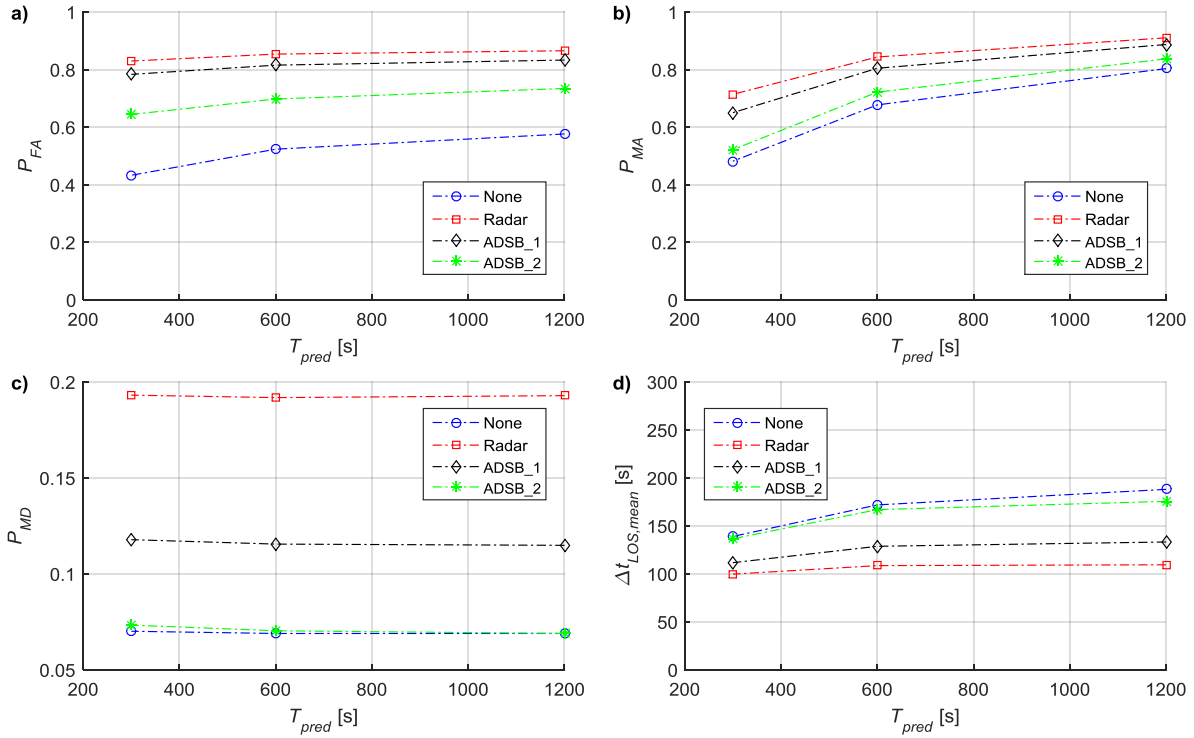 a)
1
0.8
0.6
0.4
0.2
0
P_FA
None
Radar
ADSB_1
ADSB_2
200 400 600 800 1000 1200
T_pred [s]
b)
1
0.8
0.6
0.4
0.2
0
P_MA
None
Radar
ADSB_1
ADSB_2
200 400 600 800 1000 1200
T_pred [s]
c)
0.2
0.15
0.1
0.05
P_MD
None
Radar
ADSB_1
ADSB_2
200 400 600 800 1000 1200
T_pred [s]
d)
300
250
200
150
100
50
0
Δt_LOS,mean [s]
None
Radar
ADSB_1
ADSB_2
200 400 600 800 1000 1200
T_pred [s]